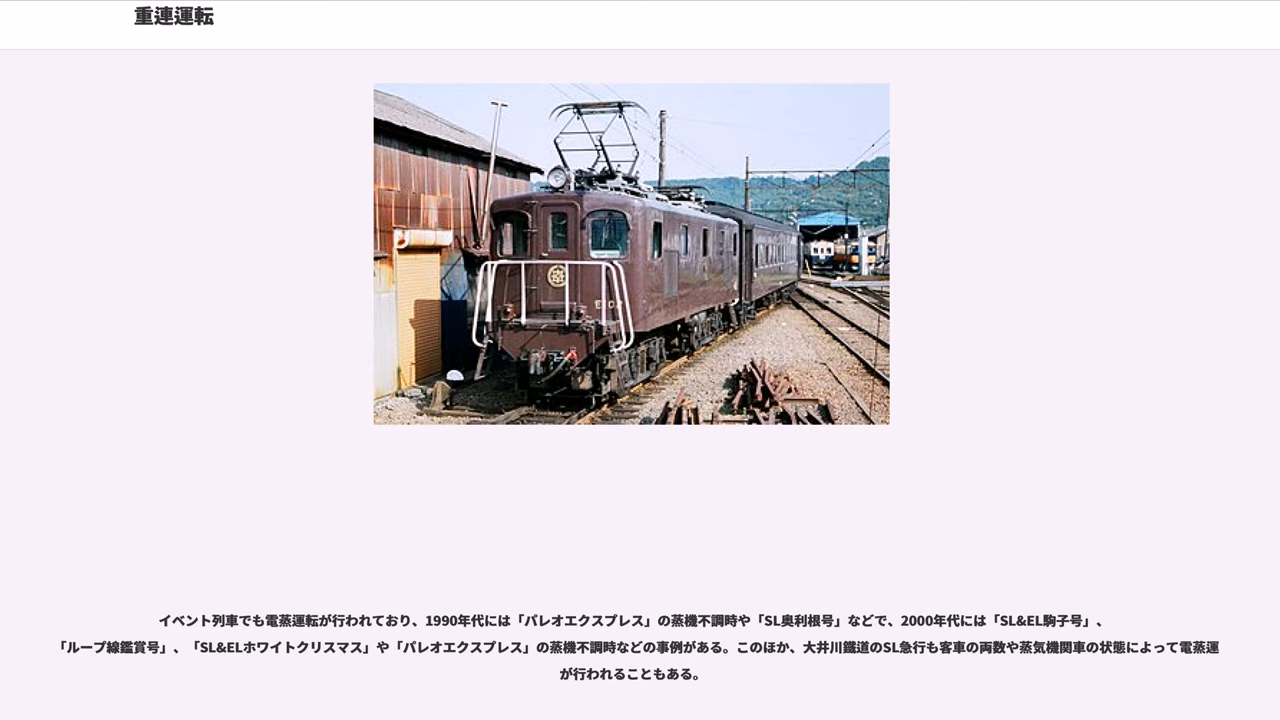 重連運転
イベント列車でも電蒸運転が行われており、1990年代には「パレオエクスプレス」の蒸機不調時や「SL奥利根号」などで、2000年代には「SL&EL駒子号」、
「ループ線鑑賞号」、「SL&ELホワイトクリスマス」や「パレオエクスプレス」の蒸機不調時などの事例がある。このほか、大井川鐵道のSL急行も客車の両数や蒸気機関車の状態によって電蒸運
が行われることもある。